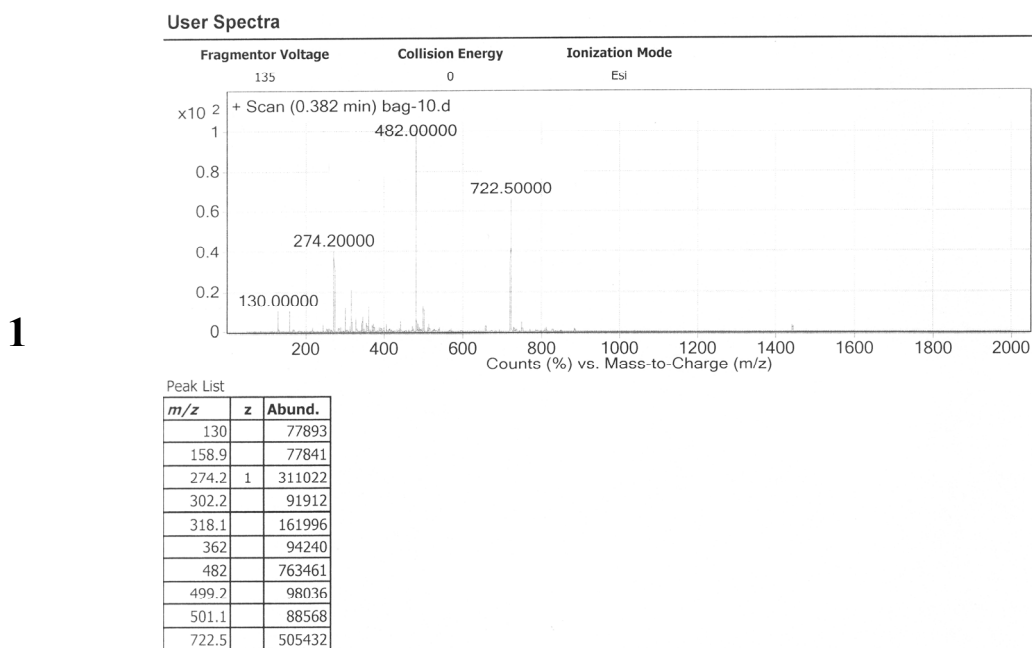 User Spectra
Fragmentor Voltage Collision Energy Ionization Mode
135 0 Esi
x10 2 + Scan (0.382 min) bag-10.d
1 482.00000
0.8
722.50000
0.6
274.20000
0.4
0.2 130.00000
0
200 400 600 800 1000 1200 1400 1600 1800 2000
Counts (%) vs. Mass-to-Charge (m/z)
1
Peak List
m/z z Abund.
130 77893
158.9 77841
274.2 1 311022
302.2 91912
318.1 161996
362 94240
482 763461
499.2 98036
501.1 88568
722.5 505432